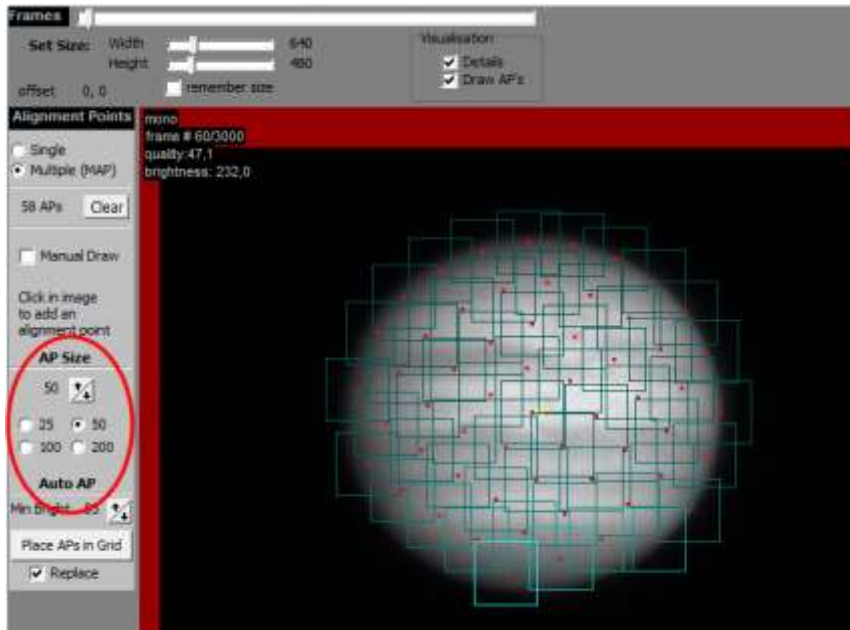 Frames
Set Size: Width 640
Height 480
offset 0, 0
remember size
Visualisation
Details
Draw AP's
Alignment Points
Single
Multiple (MAP)
58 APs Clear
Manual Draw
Click in image
to add an
alignment point
AP Size
50
25 50
100 200
Auto AP
Min Bright
Place APs in Grid
Replace
mono
frame # 60/3000
quality:47,1
brightness: 232,0